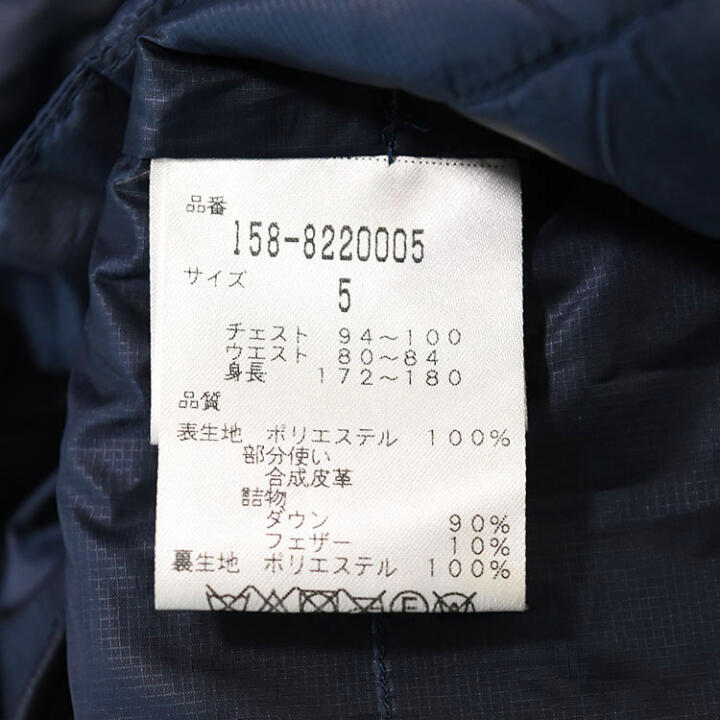 品番
158-8220005
サイズ
5
チェスト 94～100
ウエスト 80～84
身長 172～180
品質
表生地 ポリエステル 100%
部分使い
合成皮革
詰物
ダウン 90%
フェザー 10%
裏生地 ポリエステル 100%